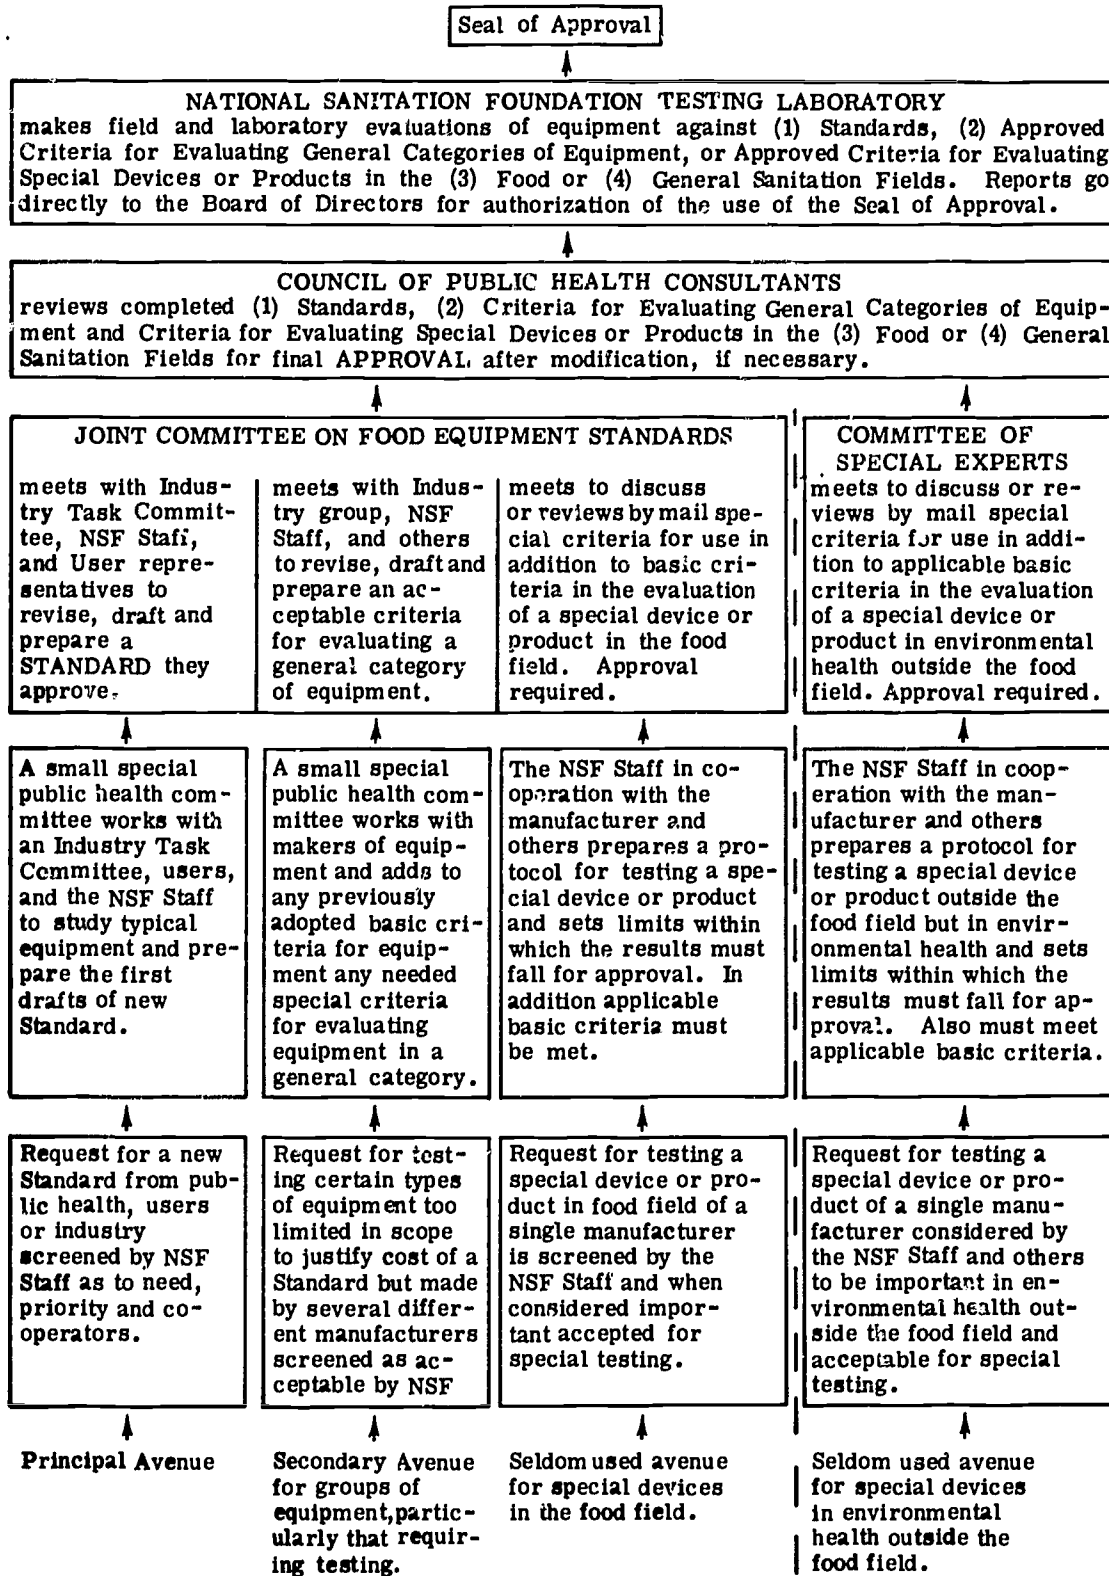 Seal of Approval
NATIONAL SANITATION FOUNDATION TESTING LABORATORY
makes field and laboratory evaluations of equipment against (1) Standards, (2) Approved
Criteria for Evaluating General Categories of Equipment, or Approved Criteria for Evaluating
Special Devices or Products in the (3) Food or (4) General Sanitation Fields. Reports go
directly to the Board of Directors for authorization of the use of the Seal of Approval.
COUNCIL OF PUBLIC HEALTH CONSULTANTS
reviews completed (1) Standards, (2) Criteria for Evaluating General Categories of Equip-
ment and Criteria for Evaluating Special Devices or Products in the (3) Food or (4) General
Sanitation Fields for final APPROVAL, after modification, if necessary.
JOINT COMMITTEE ON FOOD EQUIPMENT STANDARDS
meets with Indus-
try Task Commit-
tee, NSF Staff,
and User repre-
sentatives to
revise, draft and
prepare a
STANDARD they
approve.
meets with Indus-
try group, NSF
Staff, and others
to revise, draft and
prepare an ac-
ceptable criteria
for evaluating a
general category
of equipment.
meets to discuss
or reviews by mail spe-
cial criteria for use in
addition to basic cri-
teria in the evaluation
of a special device or
product in the food
field. Approval
required.
COMMITTEE OF
SPECIAL EXPERTS
meets to discuss or re-
views by mail special
criteria for use in addi-
tion to applicable basic
criteria in the evaluation
of a special device or
product in environmental
health outside the food
field. Approval required.
A small special
public health com-
mittee works with
an Industry Task
Committee, users,
and the NSF Staff
to study typical
equipment and pre-
pare the first
drafts of new
Standard.
A small special
public health com-
mittee works with
makers of equip-
ment and adds to
any previously
adopted basic cri-
teria for equip-
ment any needed
special criteria
for evaluating
equipment in a
general category.
The NSF Staff in co-
operation with the
manufacturer and
others prepares a pro-
tocol for testing a spe-
cial device or product
and sets limits within
which the results must
fall for approval. In
addition applicable
basic criteria must
be met.
The NSF Staff in coop-
eration with the man-
ufacturer and others
prepares a protocol for
testing a special device
or product outside the
food field but in envir-
onmental health and sets
limits within which the
results must fall for ap-
proval. Also must meet
applicable basic criteria.
Request for a new
Standard from pub-
lic health, users
or industry
screened by NSF
Staff as to need,
priority and co-
operators.
Request for test-
ing certain types
of equipment too
limited in scope
to justify cost of a
Standard but made
by several differ-
ent manufacturers
screened as ac-
ceptable by NSF
Request for testing a
special device or pro-
duct in food field of a
single manufacturer
is screened by the
NSF Staff and when
considered impor-
tant accepted for
special testing.
Request for testing a
special device or pro-
duct of a single manu-
facturer considered by
the NSF Staff and others
to be important in en-
vironmental health out-
side the food field and
acceptable for special
testing.
Principal Avenue
Secondary Avenue
for groups of
equipment, partic-
ularly that requir-
ing testing.
Seldom used avenue
for special devices
in the food field.
Seldom used avenue
for special devices
in environmental
health outside the
food field.